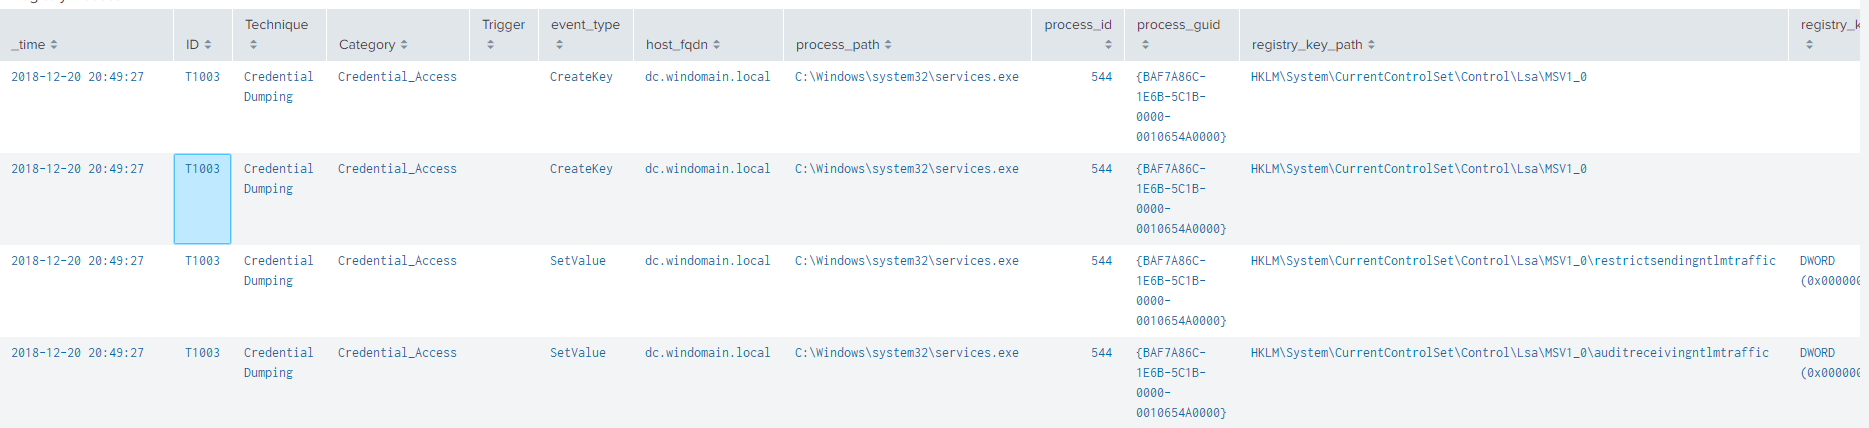 Technique Trigger event_type process_id process_guid
_time ID Category host_fqdn process_path registry_key_path
2018-12-20 20:49:27 T1003 Credential Credential_Access CreateKey dc.windomain.local C:\Windows\system32\services.exe 544 {BAF7A86C- HKLM\System\CurrentControlSet\Control\Lsa\MSV1_0
Dumping 1E6B-5C1B-
0000-
0010654A0000}
2018-12-20 20:49:27 T1003 Credential Credential_Access CreateKey dc.windomain.local C:\Windows\system32\services.exe 544 {BAF7A86C- HKLM\System\CurrentControlSet\Control\Lsa\MSV1_0
Dumping 1E6B-5C1B-
0000-
0010654A0000}
2018-12-20 20:49:27 T1003 Credential Credential_Access SetValue dc.windomain.local C:\Windows\system32\services.exe 544 {BAF7A86C- HKLM\System\CurrentControlSet\Control\Lsa\MSV1_0\restrictsendingntlmtraffic DWORD
Dumping 1E6B-5C1B- (0x000000
0000-
0010654A0000}
2018-12-20 20:49:27 T1003 Credential Credential_Access SetValue dc.windomain.local C:\Windows\system32\services.exe 544 {BAF7A86C- HKLM\System\CurrentControlSet\Control\Lsa\MSV1_0\auditreceivingntlmtraffic DWORD
Dumping 1E6B-5C1B- (0x000000
0000-
0010654A0000}